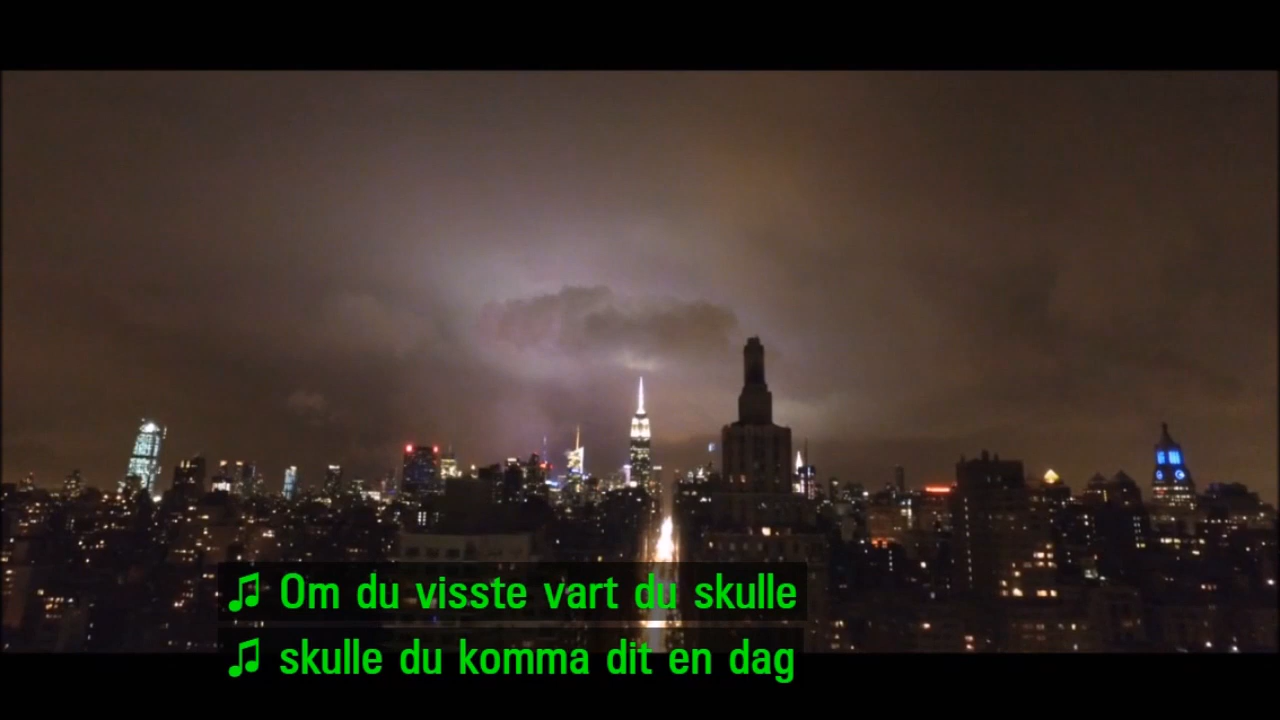 ♫ Om du visste vart du skulle
♫ skulle du komma dit en dag